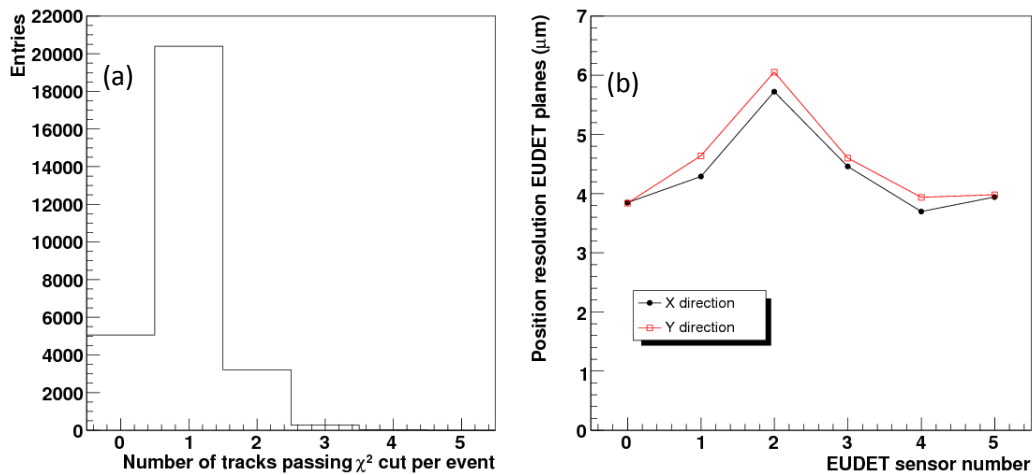 Entries
22000
20000
18000
16000
14000
12000
10000
8000
6000
4000
2000
0
(a)
0 1 2 3 4 5
Number of tracks passing χ² cut per event
Position resolution EUDET planes (μm)
7
6
5
4
3
2
1
0
(b)
X direction
Y direction
0 1 2 3 4 5
EUDET sensor number